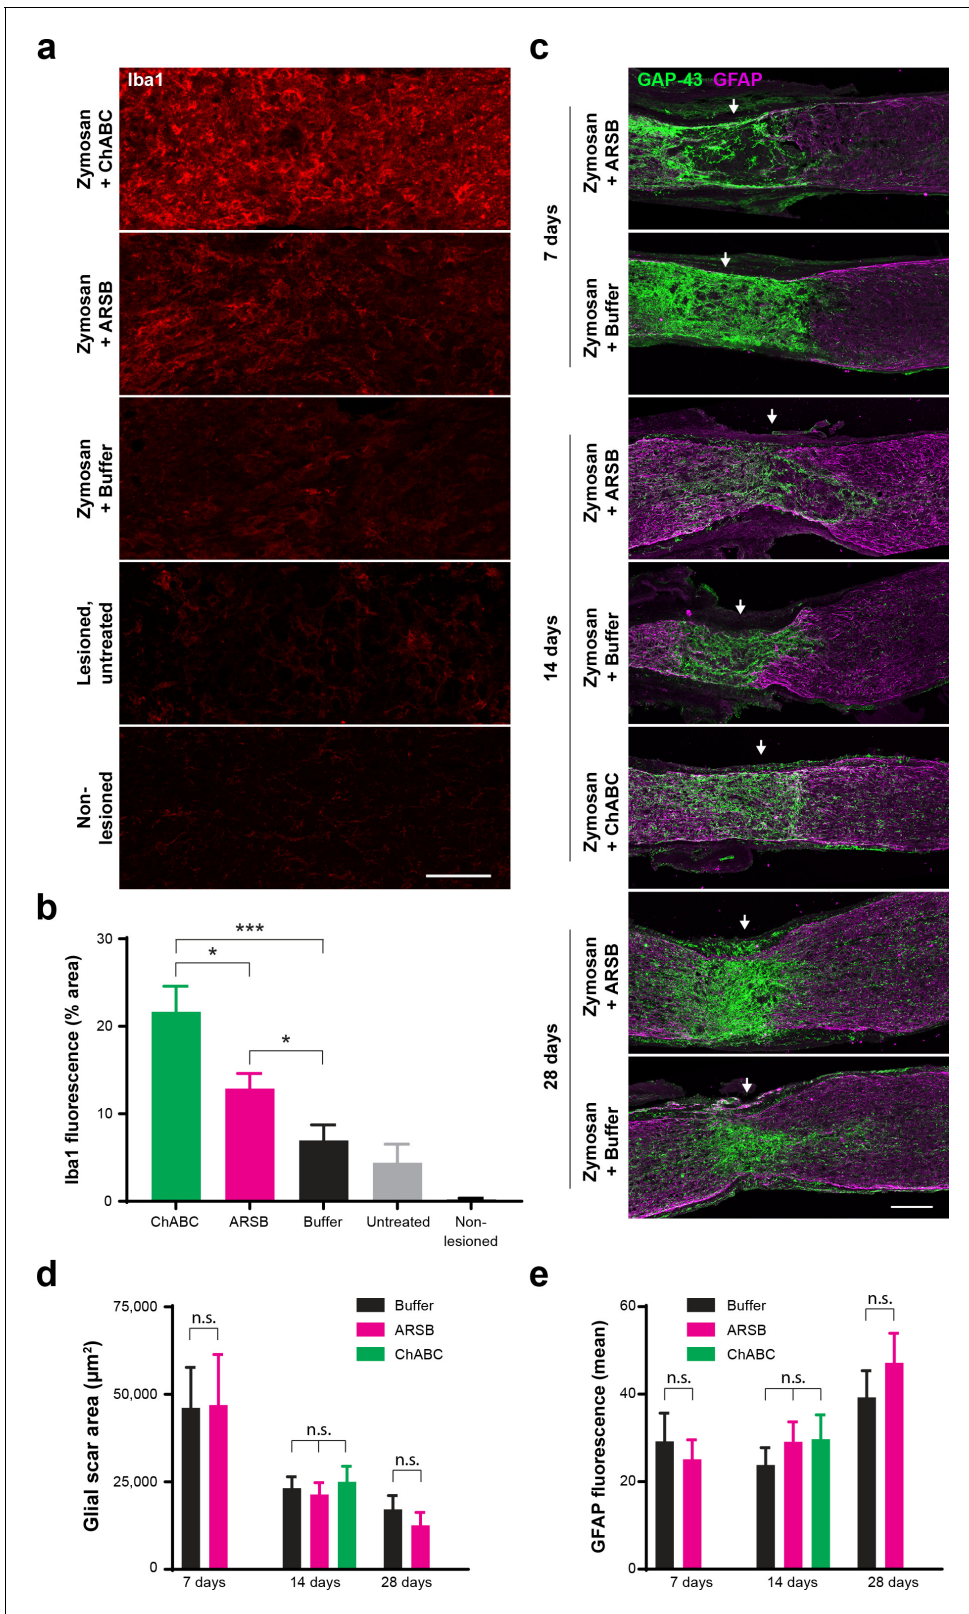 a
Iba1
Zymosan
+ ChABC
Zymosan
+ ARSB
Zymosan
+ Buffer
Lesioned,
untreated
Non-
lesioned
b
Iba1 fluorescence (% area)
30
20
10
0
***
*
*
ChABC
ARSB
Buffer
Untreated
Non-
lesioned
c
GAP-43 GFAP
7 days
Zymosan
+ ARSB
Zymosan
+ Buffer
14 days
Zymosan
+ ARSB
Zymosan
+ Buffer
Zymosan
+ ChABC
28 days
Zymosan
+ ARSB
Zymosan
+ Buffer
d
Glial scar area (µm²)
75,000
50,000
25,000
0
n.s.
n.s.
n.s.
Buffer
ARSB
ChABC
7 days
14 days
28 days
e
GFAP fluorescence (mean)
60
40
20
0
n.s.
n.s.
n.s.
Buffer
ARSB
ChABC
7 days
14 days
28 days